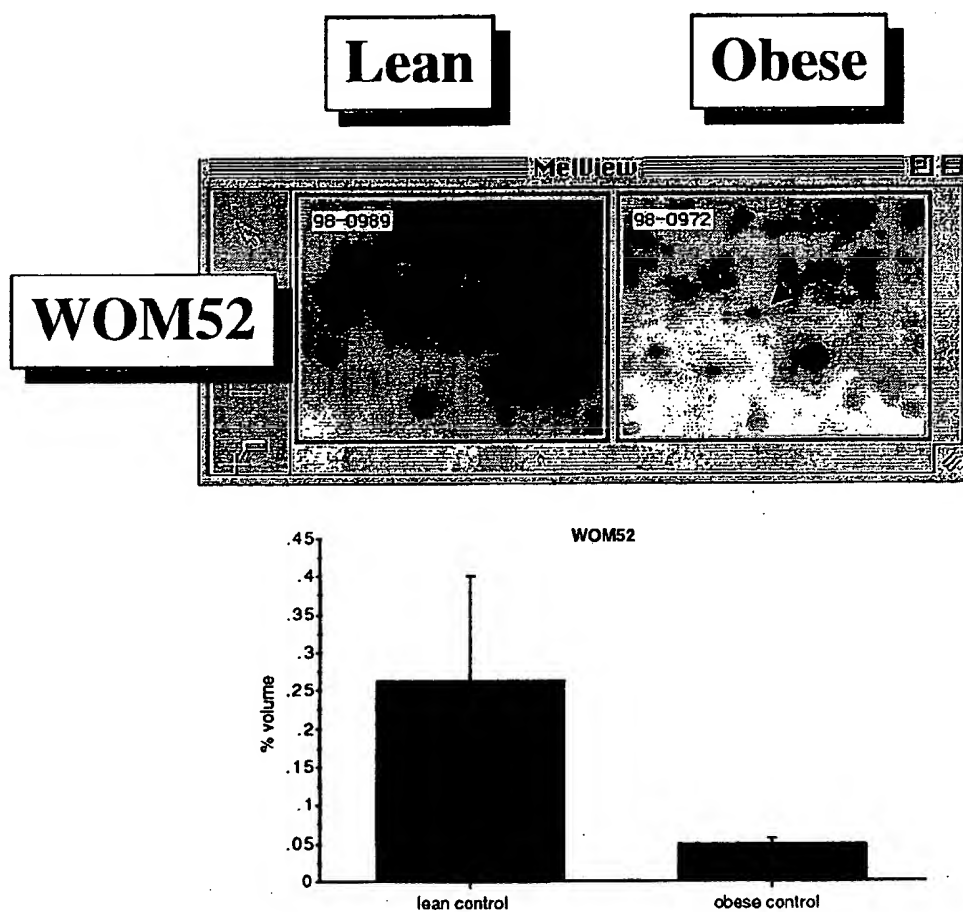 Lean
Obese
MelView
98-0989
98-0972
WOM52
WOM52
.45
.4
.35
.3
.25
.2
.15
.1
.05
0
% volume
lean control
obese control